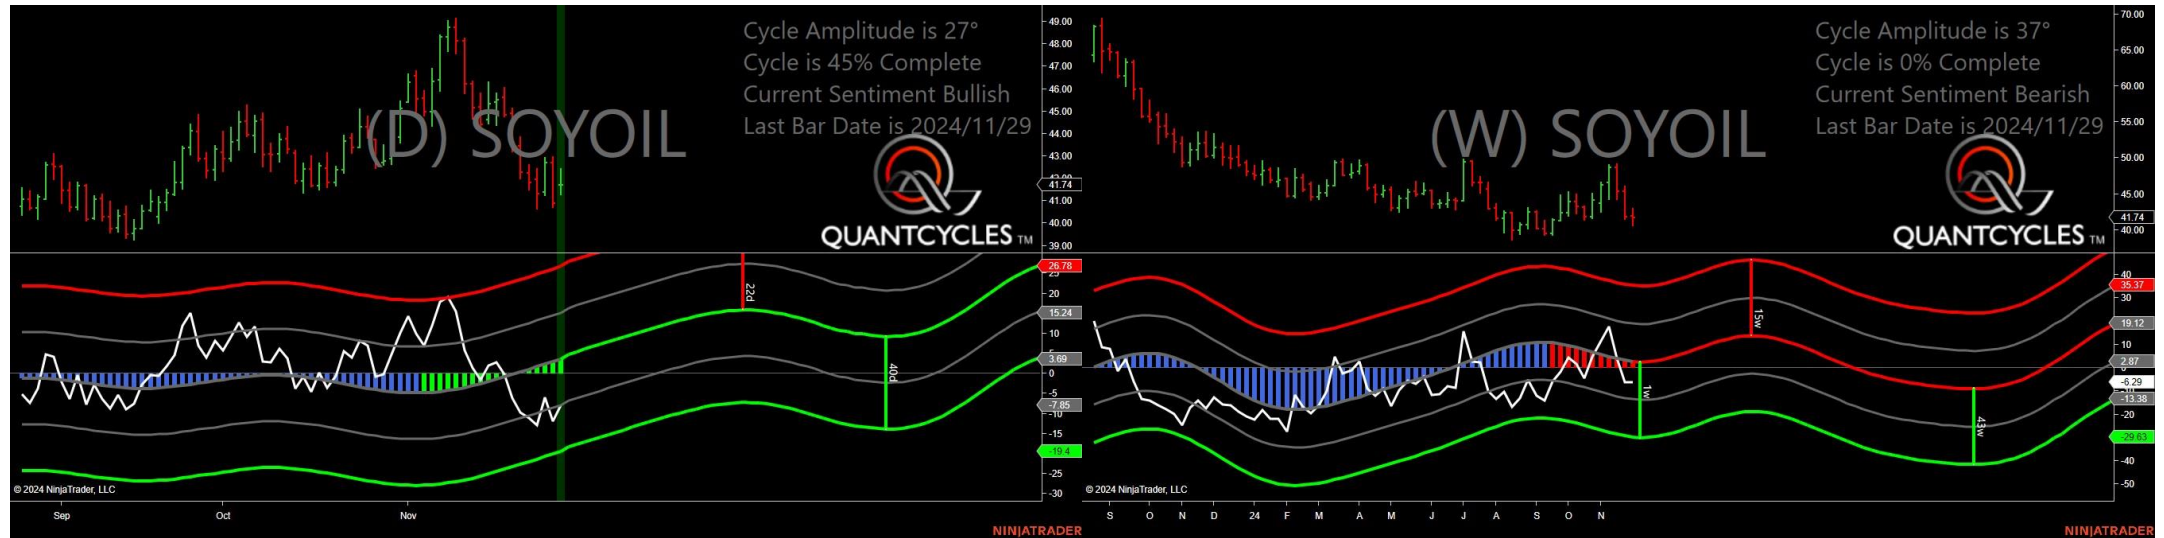 Cycle Amplitude is 27°
Cycle is 45% Complete
Current Sentiment Bullish
Last Bar Date is 2024/11/29
(D) SOYOIL
QUANTCYCLES TM
49.00
48.00
47.00
46.00
45.00
44.00
43.00
41.74
41.00
40.00
39.00
26.78
25
20
15.24
10
5
3.69
0
-5
-7.85
-10
-15
-19.4
-25
-30
22d
40d
© 2024 NinjaTrader, LLC
Sep
Oct
Nov
NINJATRADER
Cycle Amplitude is 37°
Cycle is 0% Complete
Current Sentiment Bearish
Last Bar Date is 2024/11/29
(W) SOYOIL
QUANTCYCLES TM
70.00
65.00
60.00
55.00
50.00
45.00
41.74
40.00
40
35.37
30
19.12
10
2.87
0
-6.29
-10
-13.38
-20
-29.63
-40
-50
15w
1w
43w
© 2024 NinjaTrader, LLC
S O N D 24 F M A M J J A S O N
NINJATRADER